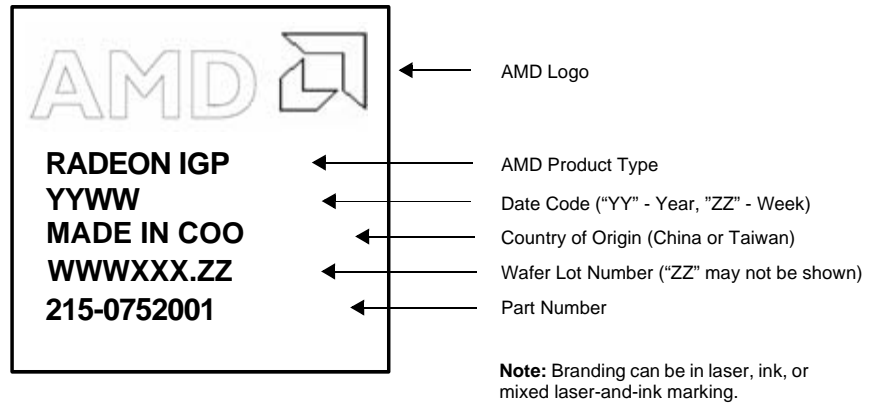 AMD
AMD Logo
RADEON IGP
AMD Product Type
YYWW
Date Code (“YY” - Year, ”ZZ” - Week)
MADE IN COO
Country of Origin (China or Taiwan)
WWWXXX.ZZ
Wafer Lot Number (“ZZ” may not be shown)
215-0752001
Part Number
Note: Branding can be in laser, ink, or
mixed laser-and-ink marking.